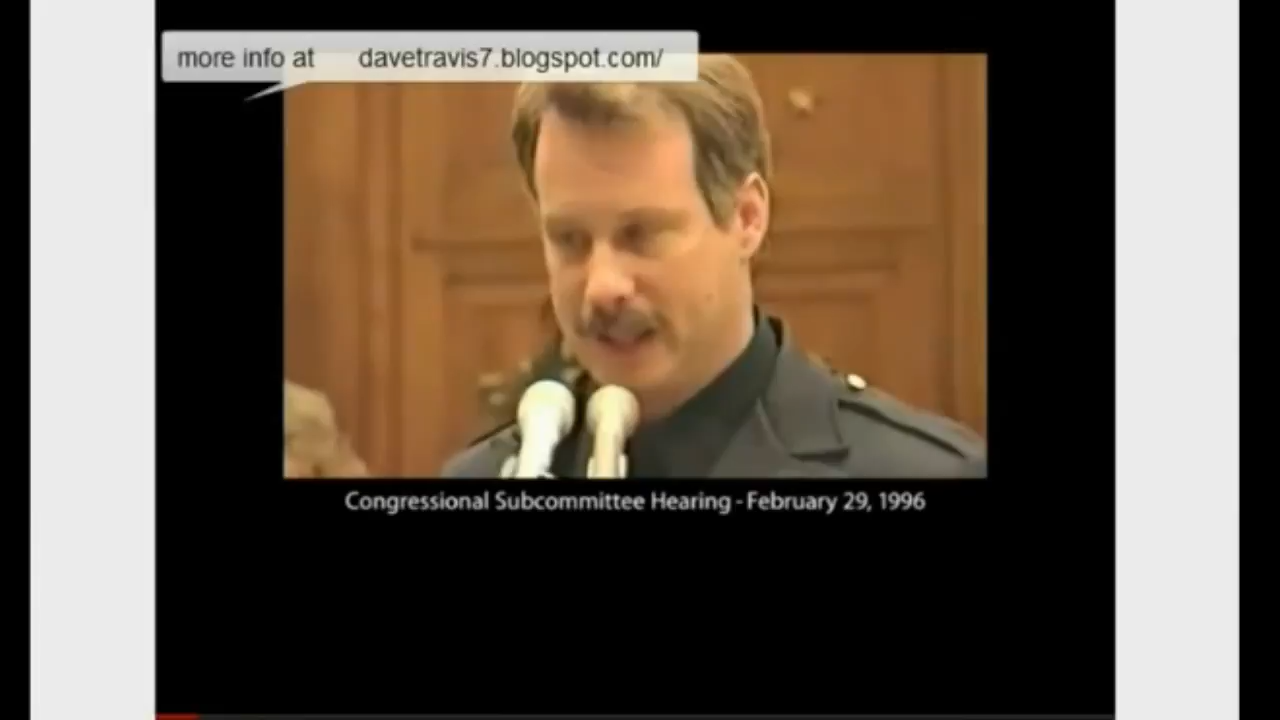 more info at davetravis7.blogspot.com/
Congressional Subcommittee Hearing - February 29, 1996